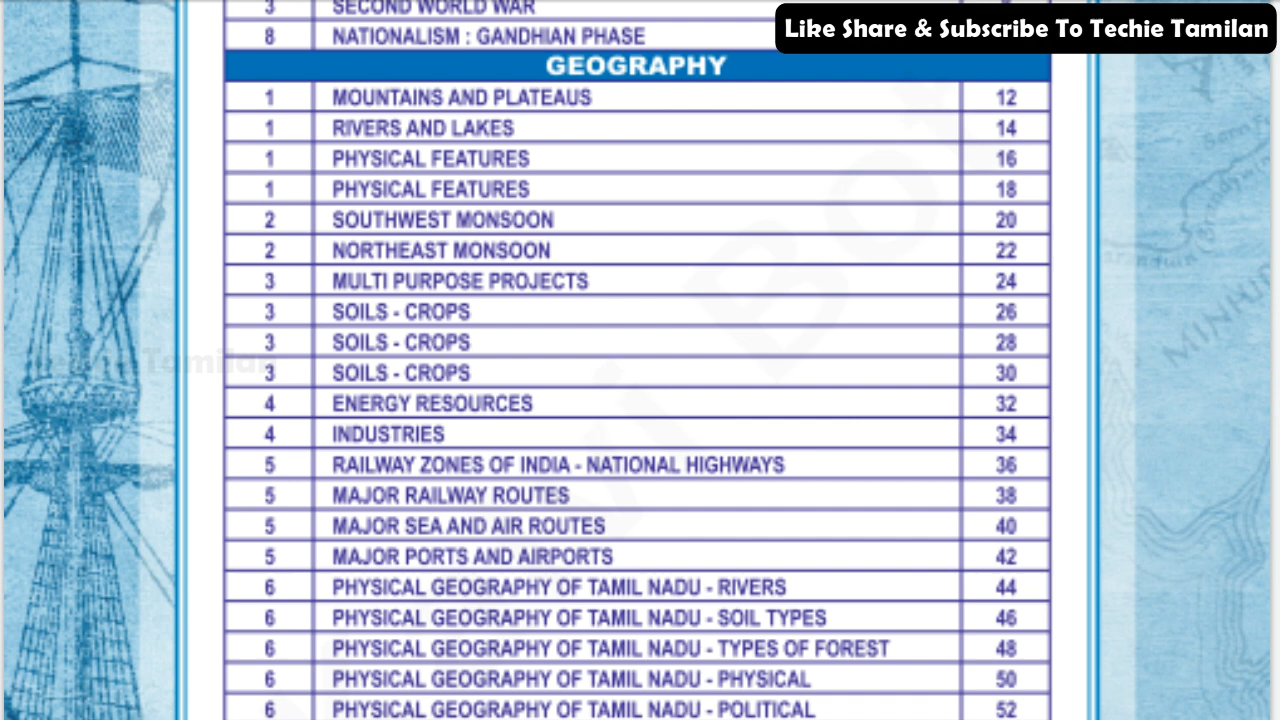 Like Share & Subscribe To Techie Tamilan
3 SECOND WORLD WAR
8 NATIONALISM : GANDHIAN PHASE
GEOGRAPHY
1 MOUNTAINS AND PLATEAUS 12
1 RIVERS AND LAKES 14
1 PHYSICAL FEATURES 16
1 PHYSICAL FEATURES 18
2 SOUTHWEST MONSOON 20
2 NORTHEAST MONSOON 22
3 MULTI PURPOSE PROJECTS 24
3 SOILS - CROPS 26
3 SOILS - CROPS 28
3 SOILS - CROPS 30
4 ENERGY RESOURCES 32
4 INDUSTRIES 34
5 RAILWAY ZONES OF INDIA - NATIONAL HIGHWAYS 36
5 MAJOR RAILWAY ROUTES 38
5 MAJOR SEA AND AIR ROUTES 40
5 MAJOR PORTS AND AIRPORTS 42
6 PHYSICAL GEOGRAPHY OF TAMIL NADU - RIVERS 44
6 PHYSICAL GEOGRAPHY OF TAMIL NADU - SOIL TYPES 46
6 PHYSICAL GEOGRAPHY OF TAMIL NADU - TYPES OF FOREST 48
6 PHYSICAL GEOGRAPHY OF TAMIL NADU - PHYSICAL 50
6 PHYSICAL GEOGRAPHY OF TAMIL NADU - POLITICAL 52
Tamilan